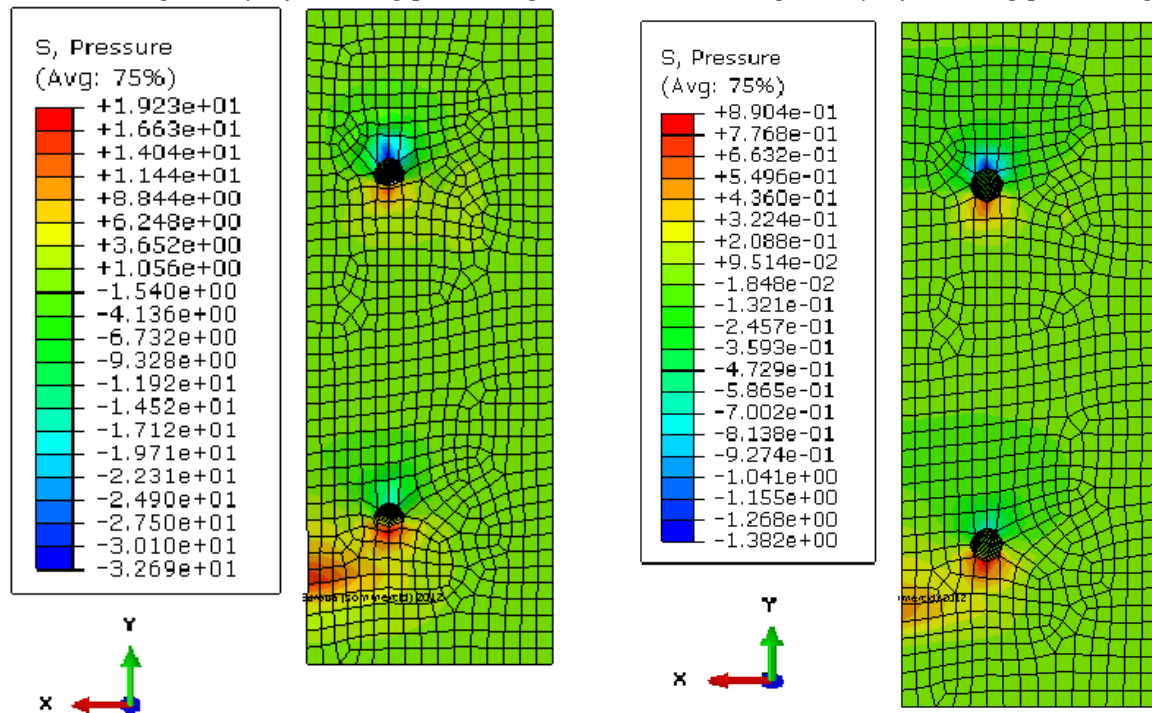 S, Pressure
(Avg: 75%)
+1.923e+01
+1.663e+01
+1.404e+01
+1.144e+01
+8.844e+00
+6.248e+00
+3.652e+00
+1.056e+00
-1.540e+00
-4.136e+00
-6.732e+00
-9.328e+00
-1.192e+01
-1.452e+01
-1.712e+01
-1.971e+01
-2.231e+01
-2.490e+01
-2.750e+01
-3.010e+01
-3.269e+01
2012
Y
X
S, Pressure
(Avg: 75%)
+8.904e-01
+7.768e-01
+6.632e-01
+5.496e-01
+4.360e-01
+3.224e-01
+2.088e-01
+9.514e-02
-1.848e-02
-1.321e-01
-2.457e-01
-3.593e-01
-4.729e-01
-5.865e-01
-7.002e-01
-8.138e-01
-9.274e-01
-1.041e+00
-1.155e+00
-1.268e+00
-1.382e+00
2012
Y
X